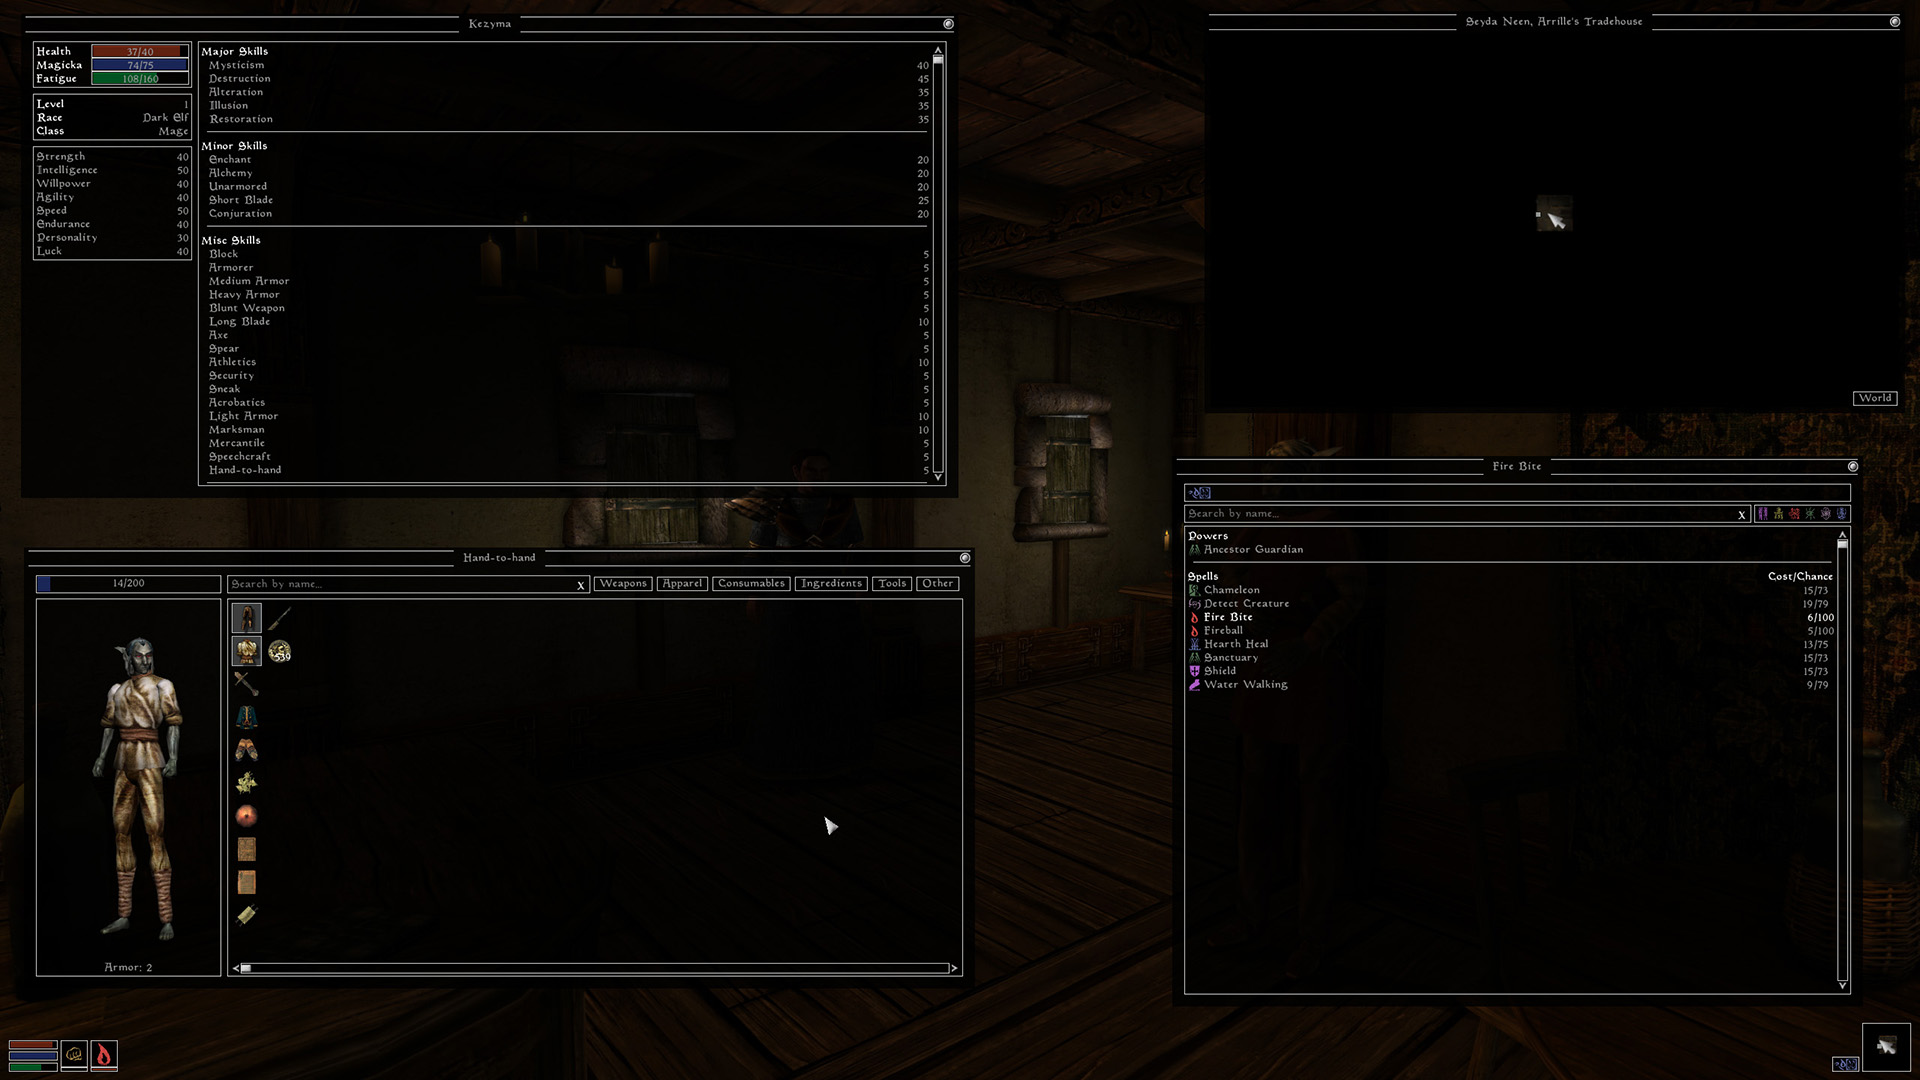 Kezyma
Health 37/40
Magicka 74/75
Fatigue 108/160
Level 1
Race Dark Elf
Class Mage
Strength 40
Intelligence 50
Willpower 40
Agility 40
Speed 50
Endurance 40
Personality 30
Luck 40
Major Skills
Mysticism 40
Destruction 45
Alteration 35
Illusion 35
Restoration 35
Minor Skills
Enchant 20
Alchemy 20
Unarmored 20
Short Blade 25
Conjuration 20
Misc Skills
Block 5
Armorer 5
Medium Armor 5
Heavy Armor 5
Blunt Weapon 5
Long Blade 10
Axe 5
Spear 5
Athletics 10
Security 5
Sneak 5
Acrobatics 5
Light Armor 10
Marksman 10
Mercantile 5
Speechcraft 5
Hand-to-hand 5
Seyda Neen, Arrille's Tradehouse
World
Hand-to-hand
14/200
Search by name... X
Weapons Apparel Consumables Ingredients Tools Other
539
Armor: 2
Fire Bite
Search by name... X
Powers
Ancestor Guardian
Spells Cost/Chance
Chameleon 15/73
Detect Creature 19/79
Fire Bite 6/100
Fireball 5/100
Hearth Heal 13/75
Sanctuary 15/73
Shield 15/73
Water Walking 9/79